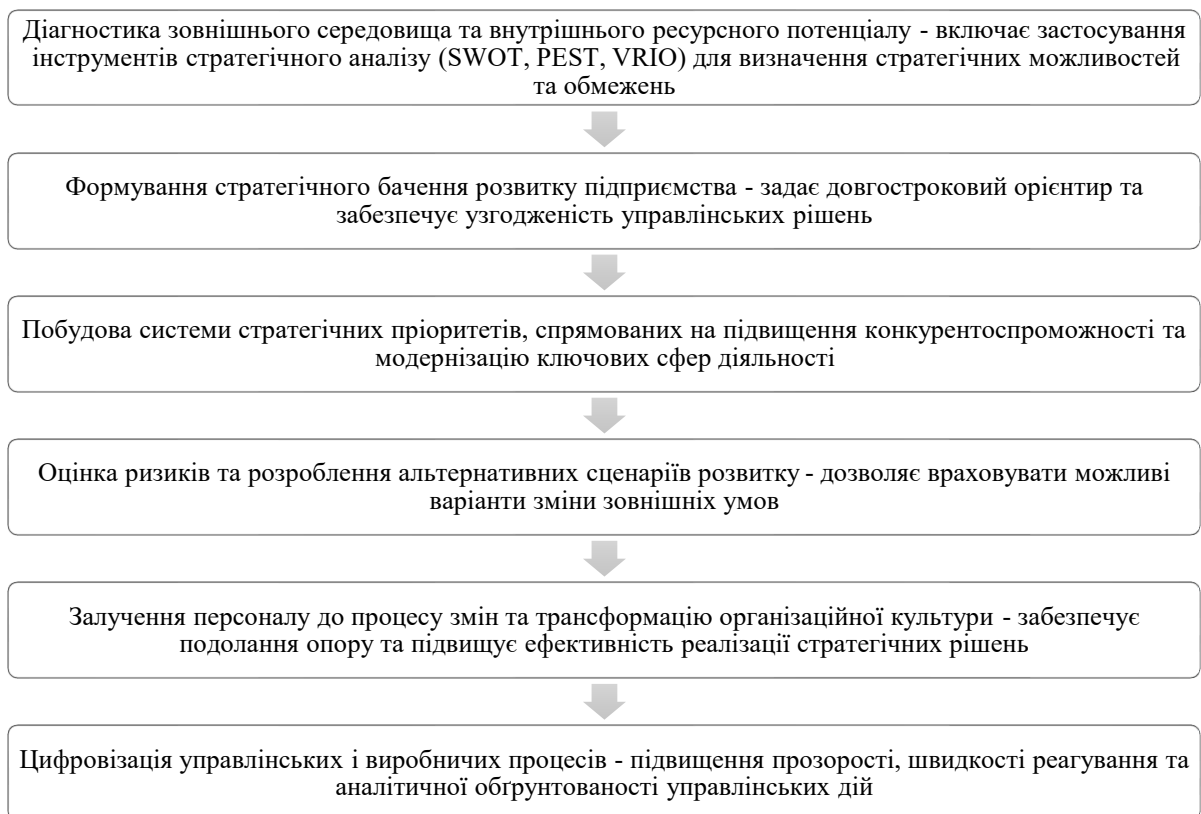 Діагностика зовнішнього середовища та внутрішнього ресурсного потенціалу - включає застосування
інструментів стратегічного аналізу (SWOT, PEST, VRIO) для визначення стратегічних можливостей
та обмежень
Формування стратегічного бачення розвитку підприємства - задає довгостроковий орієнтир та
забезпечує узгодженість управлінських рішень
Побудова системи стратегічних пріоритетів, спрямованих на підвищення конкурентоспроможності та
модернізацію ключових сфер діяльності
Оцінка ризиків та розроблення альтернативних сценаріїв розвитку - дозволяє враховувати можливі
варіанти зміни зовнішніх умов
Залучення персоналу до процесу змін та трансформацію організаційної культури - забезпечує
подолання опору та підвищує ефективність реалізації стратегічних рішень
Цифровізація управлінських і виробничих процесів - підвищення прозорості, швидкості реагування та
аналітичної обґрунтованості управлінських дій